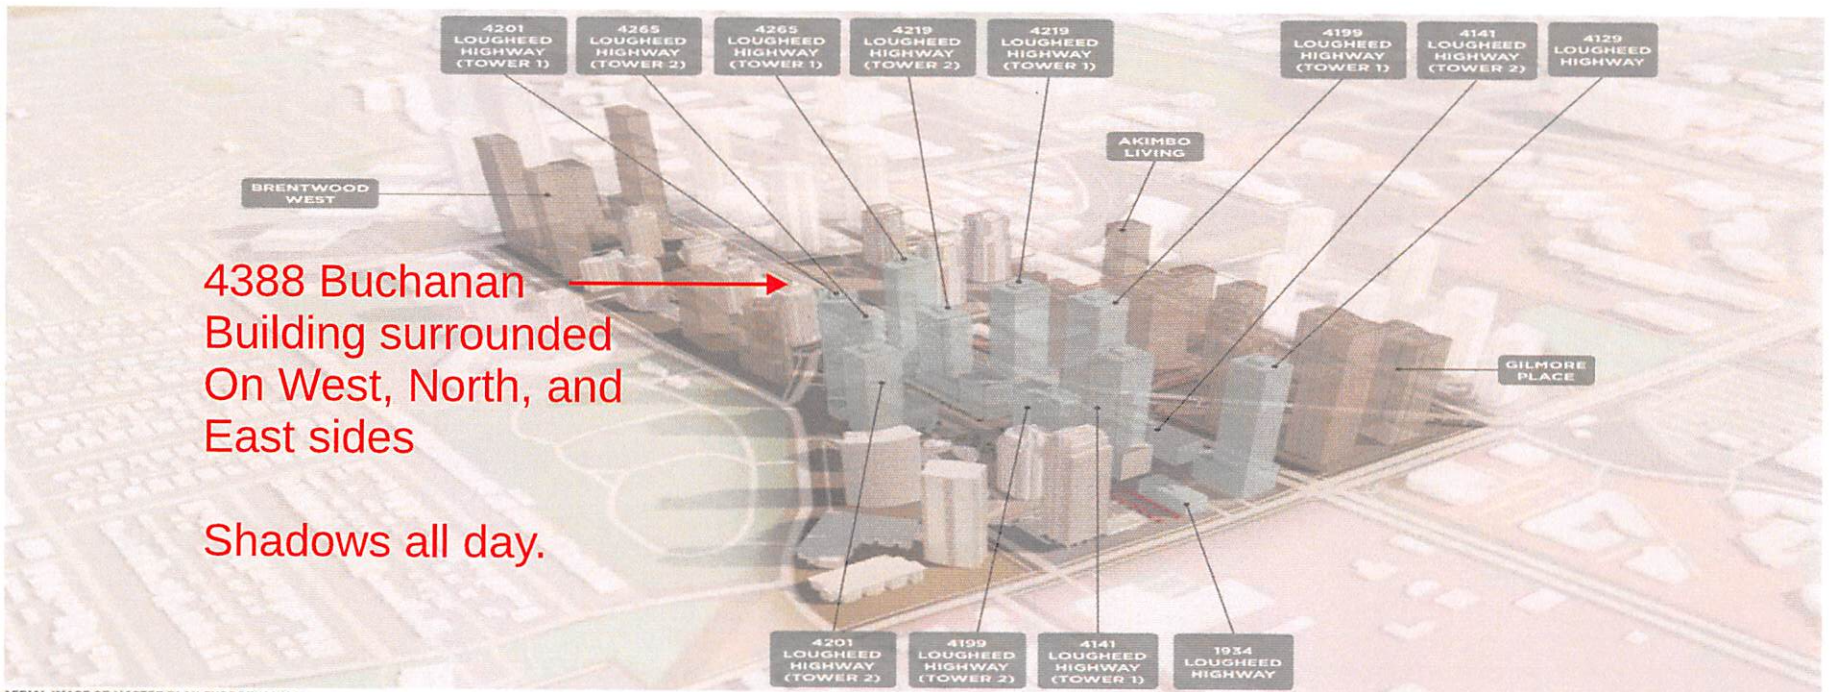 4201
LOUGHEED
HIGHWAY
(TOWER 1)
4265
LOUGHEED
HIGHWAY
(TOWER 2)
4265
LOUGHEED
HIGHWAY
(TOWER 1)
4219
LOUGHEED
HIGHWAY
(TOWER 2)
4219
LOUGHEED
HIGHWAY
(TOWER 1)
4199
LOUGHEED
HIGHWAY
(TOWER 1)
4141
LOUGHEED
HIGHWAY
(TOWER 2)
4129
LOUGHEED
HIGHWAY
AKIMBO
LIVING
BRENTWOOD
WEST
4388 Buchanan
Building surrounded
On West, North, and
East sides
Shadows all day.
GILMORE
PLACE
4201
LOUGHEED
HIGHWAY
(TOWER 2)
4199
LOUGHEED
HIGHWAY
(TOWER 2)
4141
LOUGHEED
HIGHWAY
(TOWER 1)
1934
LOUGHEED
HIGHWAY